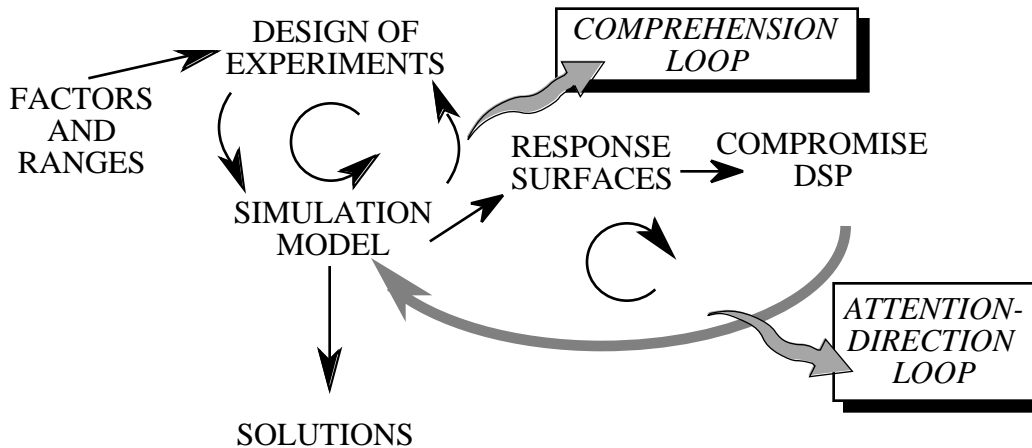 DESIGN OF
EXPERIMENTS
COMPREHENSION
LOOP
FACTORS
AND
RANGES
RESPONSE
SURFACES
COMPROMISE
DSP
SIMULATION
MODEL
ATTENTION-
DIRECTION
LOOP
SOLUTIONS